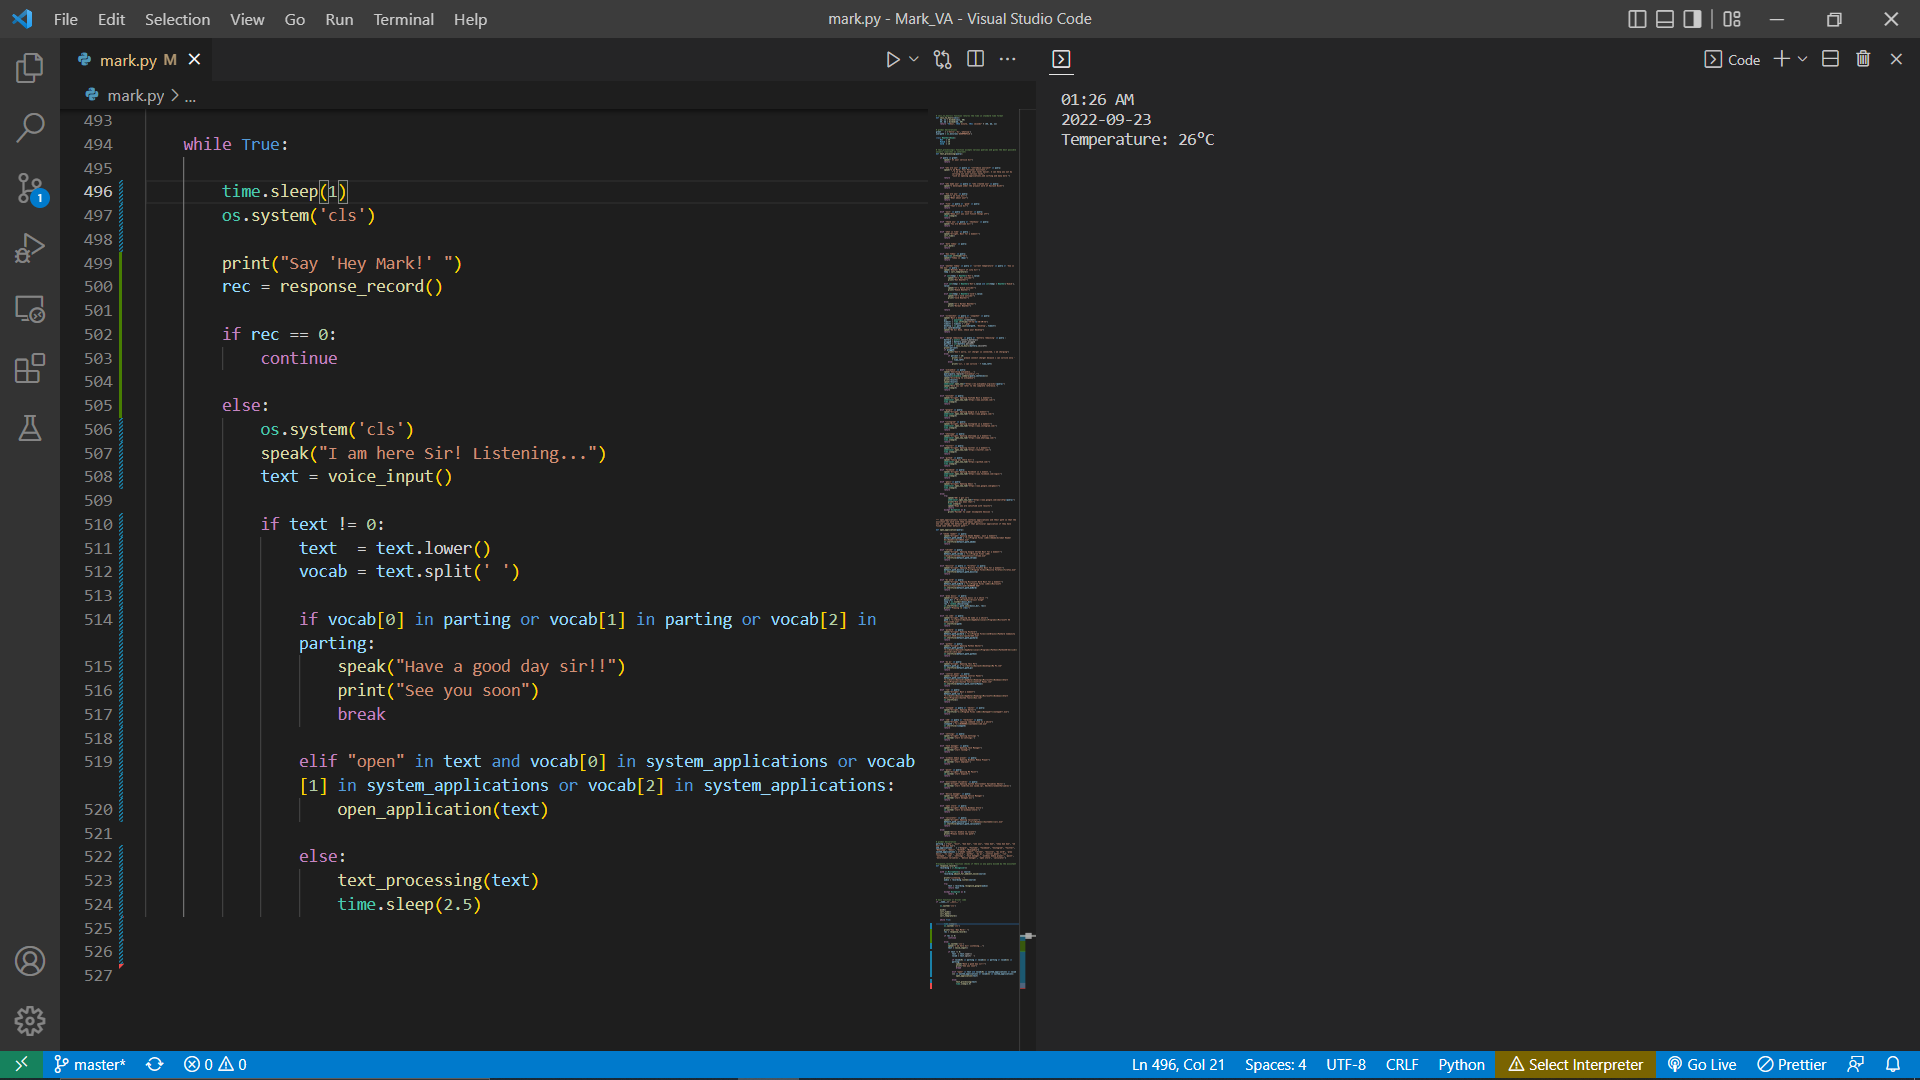 File Edit Selection View Go Run Terminal Help
mark.py - Mark_VA - Visual Studio Code
mark.py M
mark.py > ...
493
494 while True:
495
496 time.sleep(1)
497 os.system('cls')
498
499 print("Say 'Hey Mark!' ")
500 rec = response_record()
501
502 if rec == 0:
503 continue
504
505 else:
506 os.system('cls')
507 speak("I am here Sir! Listening...")
508 text = voice_input()
509
510 if text != 0:
511 text  = text.lower()
512 vocab = text.split(' ')
513
514 if vocab[0] in parting or vocab[1] in parting or vocab[2] in
parting:
515 speak("Have a good day sir!!")
516 print("See you soon")
517 break
518
519 elif "open" in text and vocab[0] in system_applications or vocab
[1] in system_applications or vocab[2] in system_applications:
520 open_application(text)
521
522 else:
523 text_processing(text)
524 time.sleep(2.5)
525
526
527
Code
01:26 AM
2022-09-23
Temperature: 26°C
1
master* 0 0 Ln 496, Col 21 Spaces: 4 UTF-8 CRLF Python Select Interpreter Go Live Prettier